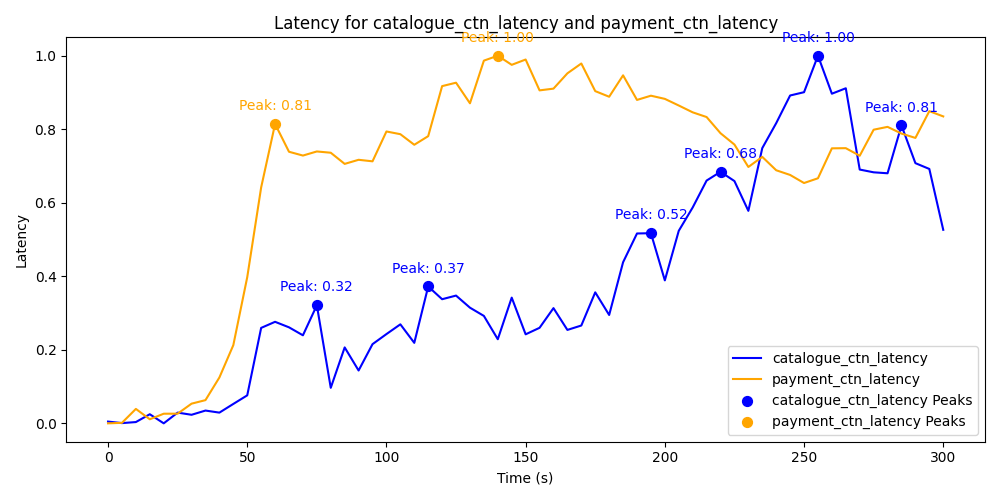 Latency for catalogue_ctn_latency and payment_ctn_latency
Peak: 1.00
Peak: 1.00
Peak: 0.81
Peak: 0.81
Peak: 0.68
Peak: 0.52
Peak: 0.37
Peak: 0.32
Latency
1.0
0.8
0.6
0.4
0.2
0.0
catalogue_ctn_latency
payment_ctn_latency
catalogue_ctn_latency Peaks
payment_ctn_latency Peaks
0 50 100 150 200 250 300
Time (s)